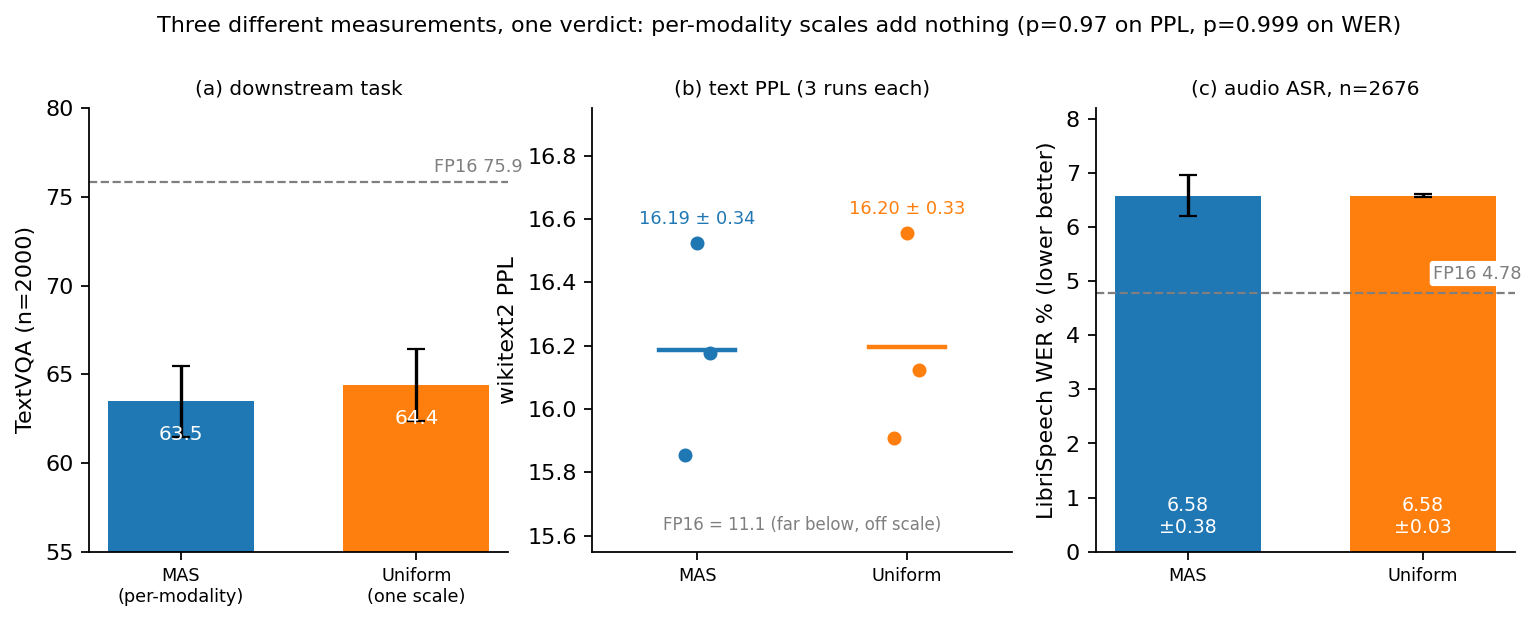 Three different measurements, one verdict: per-modality scales add nothing (p=0.97 on PPL, p=0.999 on WER)
(a) downstream task
TextVQA (n=2000)
80
75
70
65
60
55
FP16 75.9
63.5
64.4
MAS
(per-modality)
Uniform
(one scale)
(b) text PPL (3 runs each)
wikitext2 PPL
16.8
16.6
16.4
16.2
16.0
15.8
15.6
16.19 ± 0.34
16.20 ± 0.33
FP16 = 11.1 (far below, off scale)
MAS
Uniform
(c) audio ASR, n=2676
LibriSpeech WER % (lower better)
8
7
6
5
4
3
2
1
0
FP16 4.78
6.58
±0.38
6.58
±0.03
MAS
Uniform